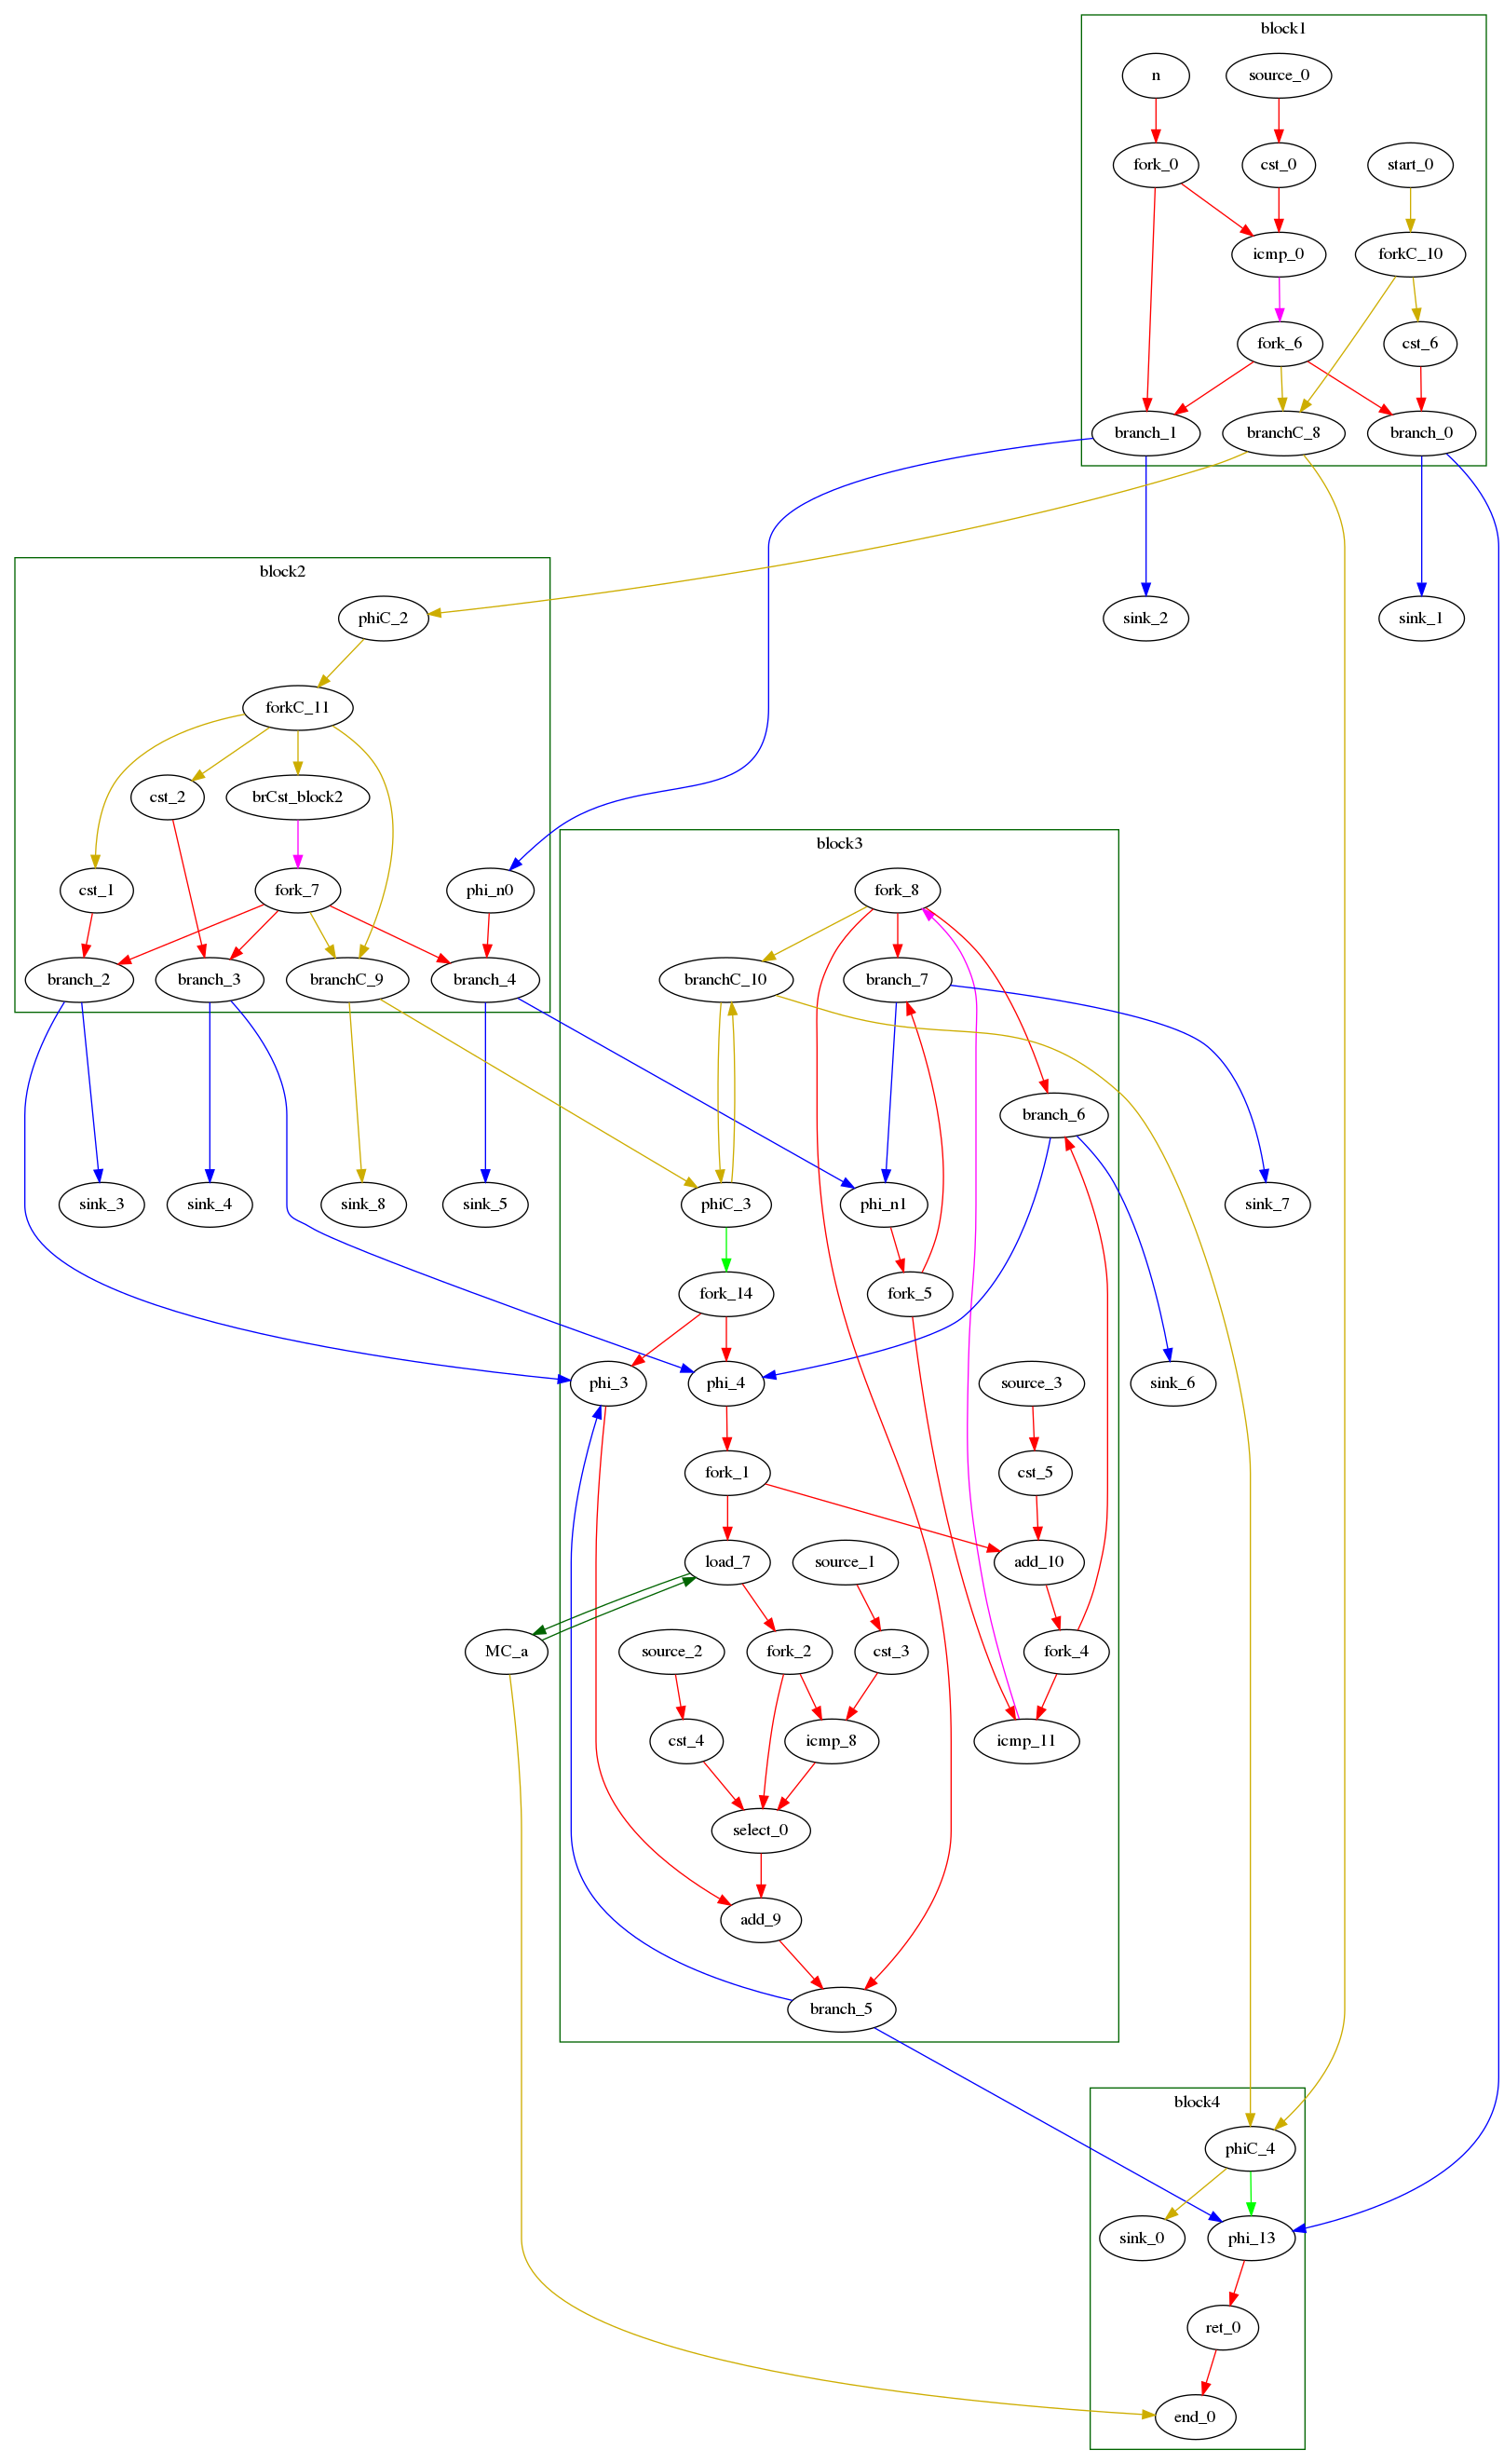 block1
n
source_0
fork_0
cst_0
start_0
icmp_0
forkC_10
fork_6
cst_6
branch_1
branchC_8
branch_0
block2
phiC_2
sink_2
sink_1
forkC_11
cst_2
brCst_block2
block3
cst_1
fork_7
phi_n0
fork_8
branch_2
branch_3
branchC_9
branch_4
branchC_10
branch_7
branch_6
sink_3
sink_4
sink_8
sink_5
phiC_3
phi_n1
sink_7
fork_14
fork_5
phi_3
phi_4
source_3
sink_6
fork_1
cst_5
load_7
source_1
add_10
MC_a
source_2
fork_2
cst_3
fork_4
cst_4
icmp_8
icmp_11
select_0
add_9
branch_5
block4
phiC_4
sink_0
phi_13
ret_0
end_0